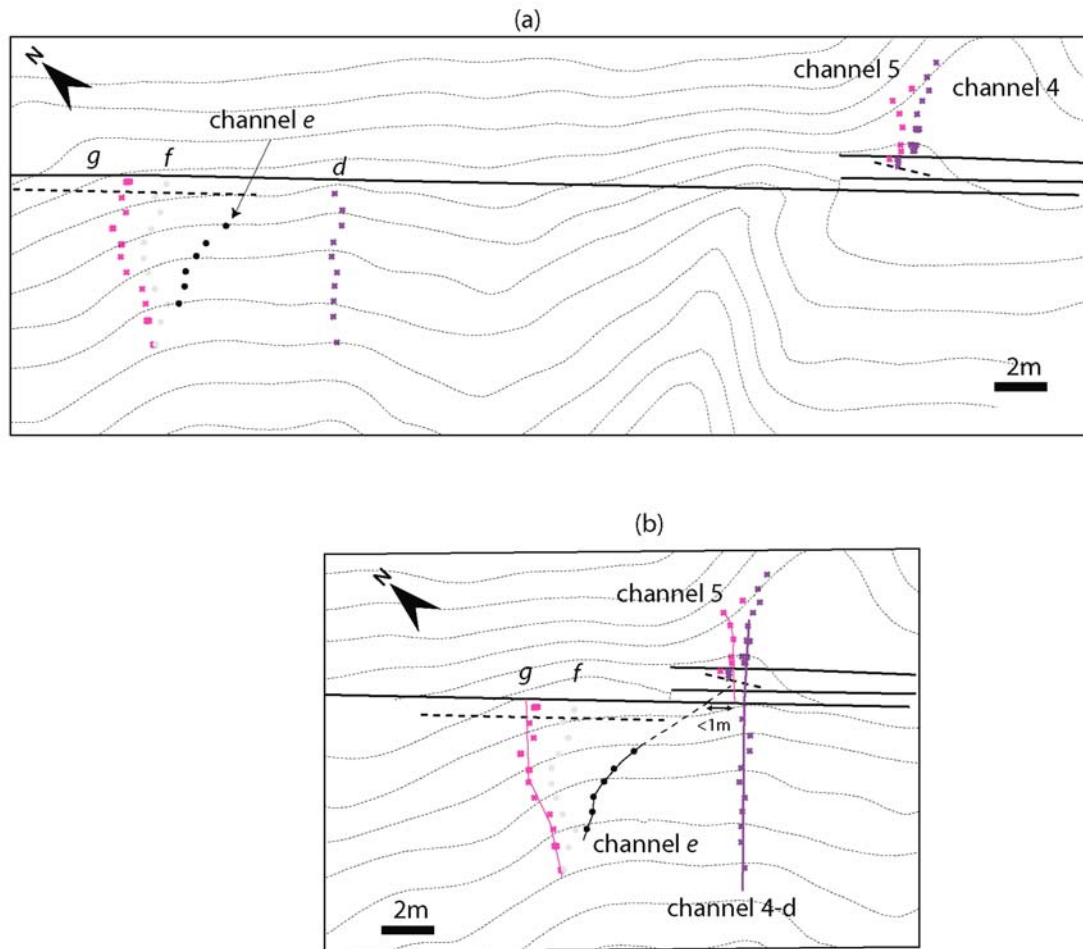 (a)
N
channel 5
channel 4
channel e
g
f
d
2m
(b)
N
channel 5
g
f
<1m
channel e
2m
channel 4-d